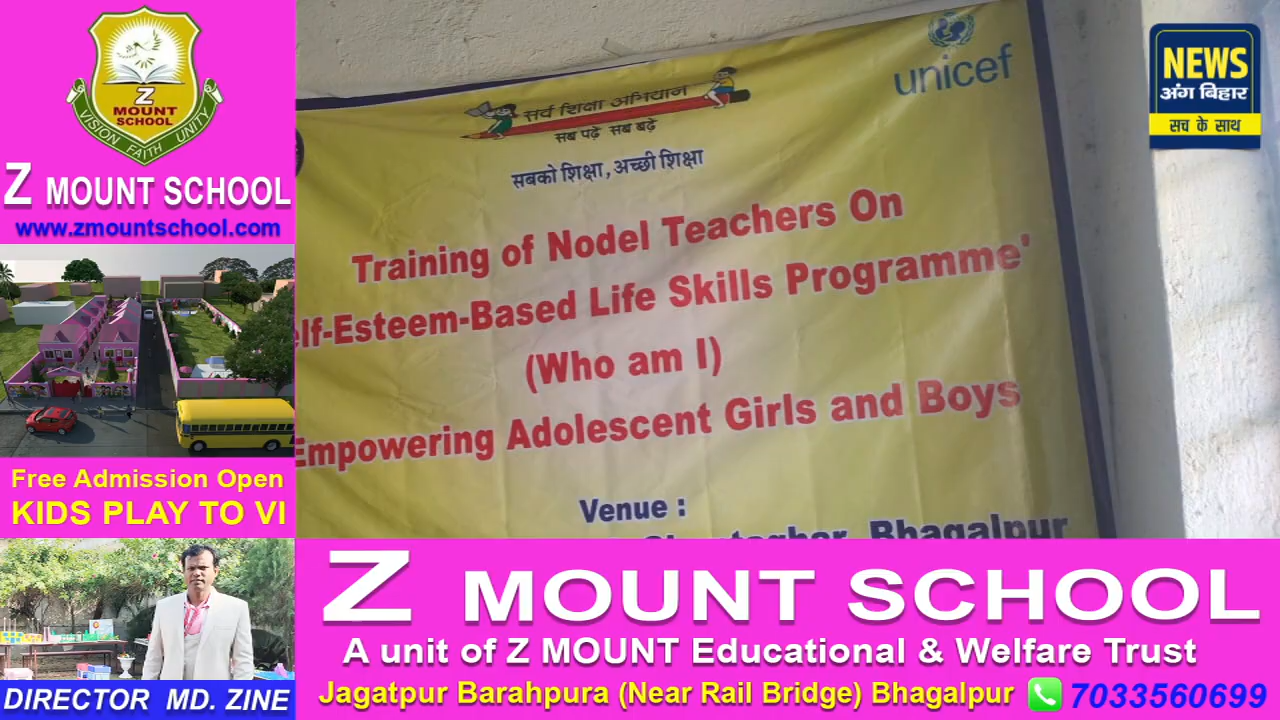 Z
MOUNT
SCHOOL
VISION FAITH UNITY
Z MOUNT SCHOOL
www.zmountschool.com
Free Admission Open
KIDS PLAY TO VI
DIRECTOR MD. ZINE
सर्व शिक्षा अभियान
सब पढ़ें सब बढ़ें
unicef
सबको शिक्षा, अच्छी शिक्षा
Training of Nodel Teachers On
elf-Esteem-Based Life Skills Programme'
(Who am I)
Empowering Adolescent Girls and Boys
Venue :
Bhagalpur
NEWS
अंग बिहार
सच के साथ
Z MOUNT SCHOOL
A unit of Z MOUNT Educational & Welfare Trust
Jagatpur Barahpura (Near Rail Bridge) Bhagalpur 7033560699